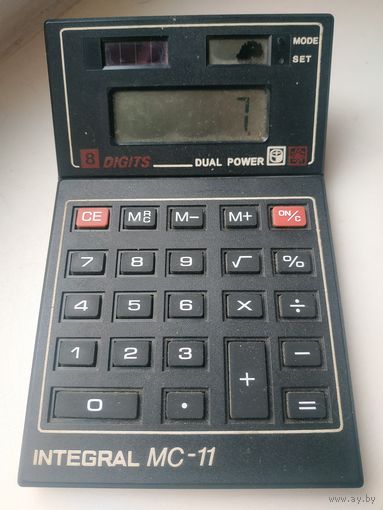 MODE
SET
7
8 DIGITS DUAL POWER
CE MRC M– M+ ON/C
7 8 9 √ %
4 5 6 X ÷
1 2 3 + –
0 . =
INTEGRAL MC-11
www.ay.by